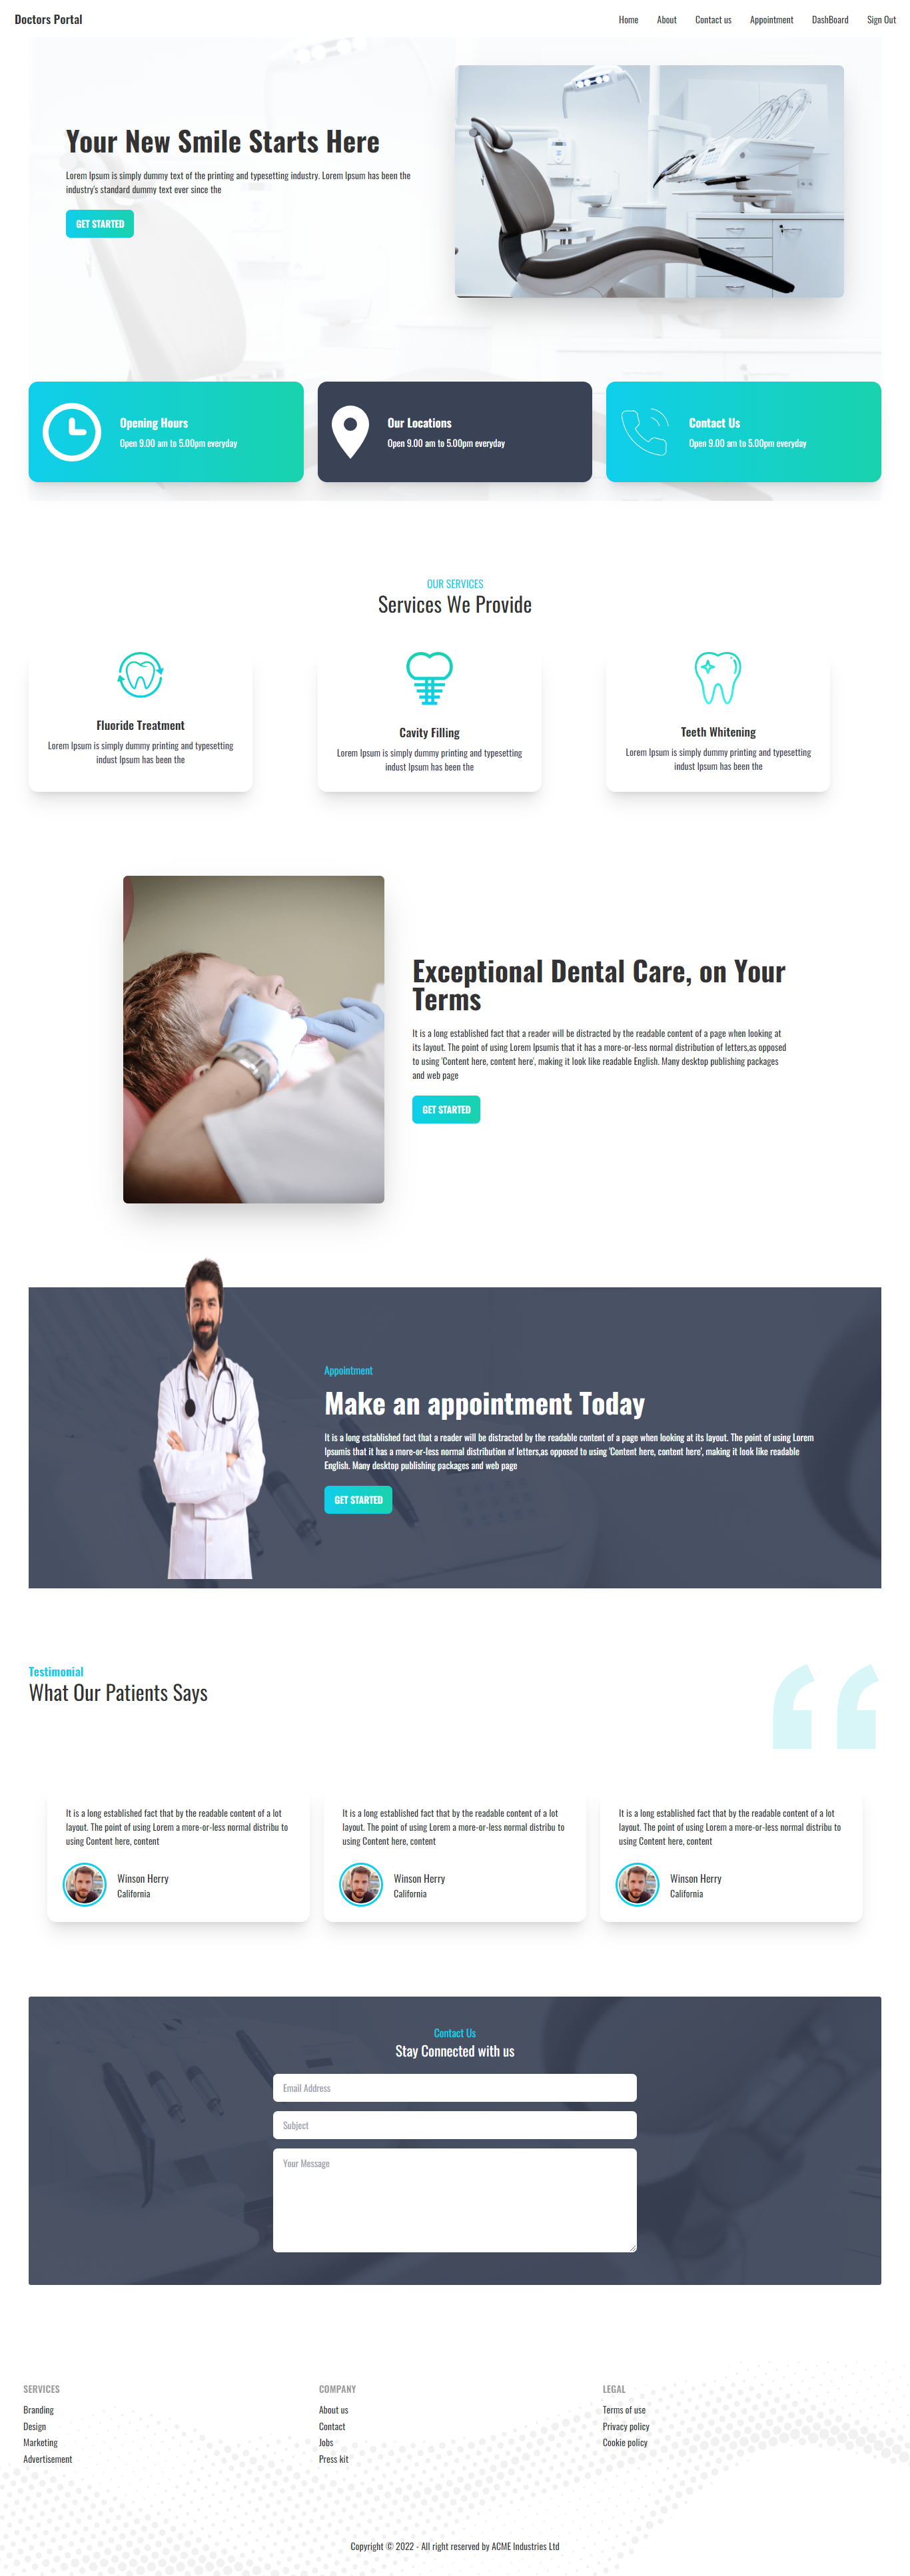 Doctors Portal
Home About Contact us Appointment DashBoard Sign Out
Your New Smile Starts Here
Lorem Ipsum is simply dummy text of the printing and typesetting industry. Lorem Ipsum has been the
industry's standard dummy text ever since the
GET STARTED
Opening Hours
Open 9.00 am to 5.00pm everyday
Our Locations
Open 9.00 am to 5.00pm everyday
Contact Us
Open 9.00 am to 5.00pm everyday
OUR SERVICES
Services We Provide
Fluoride Treatment
Lorem Ipsum is simply dummy printing and typesetting
indust Ipsum has been the
Cavity Filling
Lorem Ipsum is simply dummy printing and typesetting
indust Ipsum has been the
Teeth Whitening
Lorem Ipsum is simply dummy printing and typesetting
indust Ipsum has been the
Exceptional Dental Care, on Your
Terms
It is a long established fact that a reader will be distracted by the readable content of a page when looking at
its layout. The point of using Lorem Ipsumis that it has a more-or-less normal distribution of letters,as opposed
to using 'Content here, content here', making it look like readable English. Many desktop publishing packages
and web page
GET STARTED
Appointment
Make an appointment Today
It is a long established fact that a reader will be distracted by the readable content of a page when looking at its layout. The point of using Lorem
Ipsumis that it has a more-or-less normal distribution of letters,as opposed to using 'Content here, content here', making it look like readable
English. Many desktop publishing packages and web page
GET STARTED
Testimonial
What Our Patients Says
It is a long established fact that by the readable content of a lot
layout. The point of using Lorem a more-or-less normal distribu to
using Content here, content
Winson Herry
California
It is a long established fact that by the readable content of a lot
layout. The point of using Lorem a more-or-less normal distribu to
using Content here, content
Winson Herry
California
It is a long established fact that by the readable content of a lot
layout. The point of using Lorem a more-or-less normal distribu to
using Content here, content
Winson Herry
California
Contact Us
Stay Connected with us
Email Address
Subject
Your Message
SERVICES
Branding
Design
Marketing
Advertisement
COMPANY
About us
Contact
Jobs
Press kit
LEGAL
Terms of use
Privacy policy
Cookie policy
Copyright © 2022 - All right reserved by ACME Industries Ltd